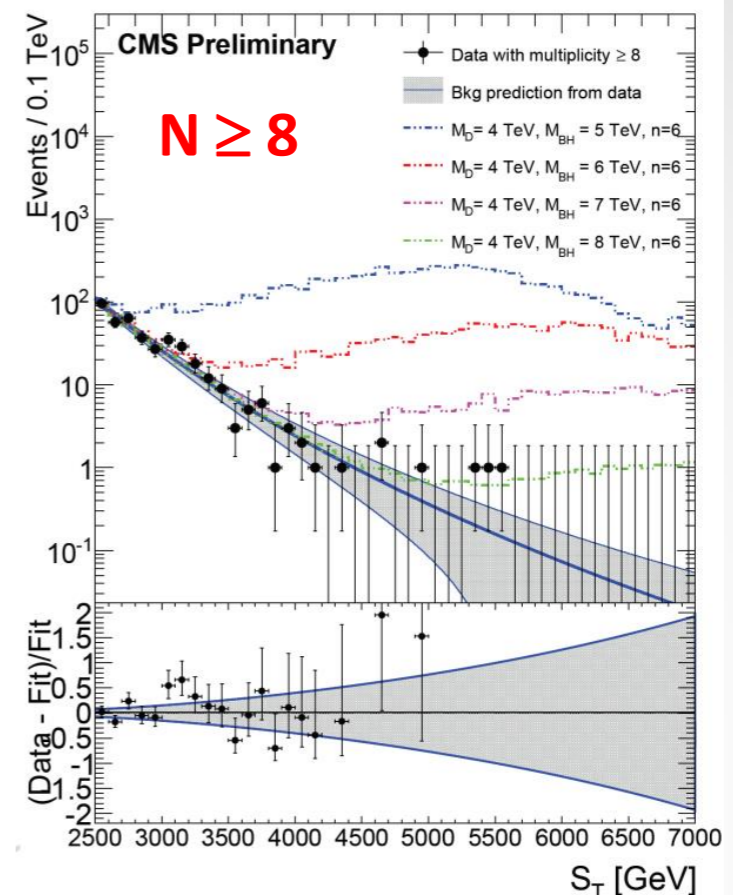 CMS Preliminary
N ≥ 8
Data with multiplicity ≥ 8
Bkg prediction from data
M_D= 4 TeV, M_BH = 5 TeV, n=6
M_D= 4 TeV, M_BH = 6 TeV, n=6
M_D= 4 TeV, M_BH = 7 TeV, n=6
M_D= 4 TeV, M_BH = 8 TeV, n=6
Events / 0.1 TeV
10^5
10^4
10^3
10^2
10
1
10^-1
(Data - Fit)/Fit
2
1.5
1
0.5
0
-0.5
-1
-1.5
-2
2500 3000 3500 4000 4500 5000 5500 6000 6500 7000
S_T [GeV]